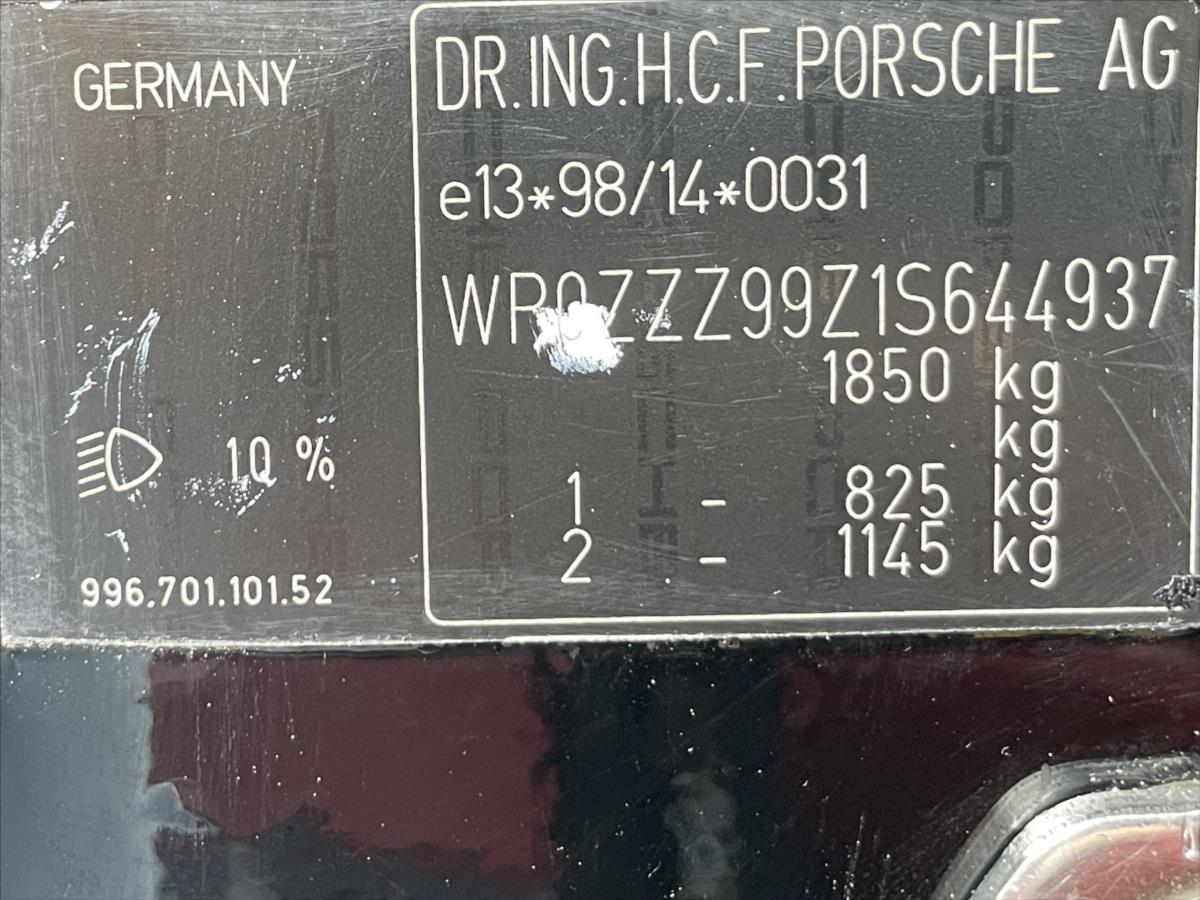 GERMANY
DR.ING.H.C.F.PORSCHE AG
e13*98/14*0031
WP0ZZZ99Z1S644937
1850 kg
kg
1 - 825 kg
2 - 1145 kg
10 %
996.701.101.52